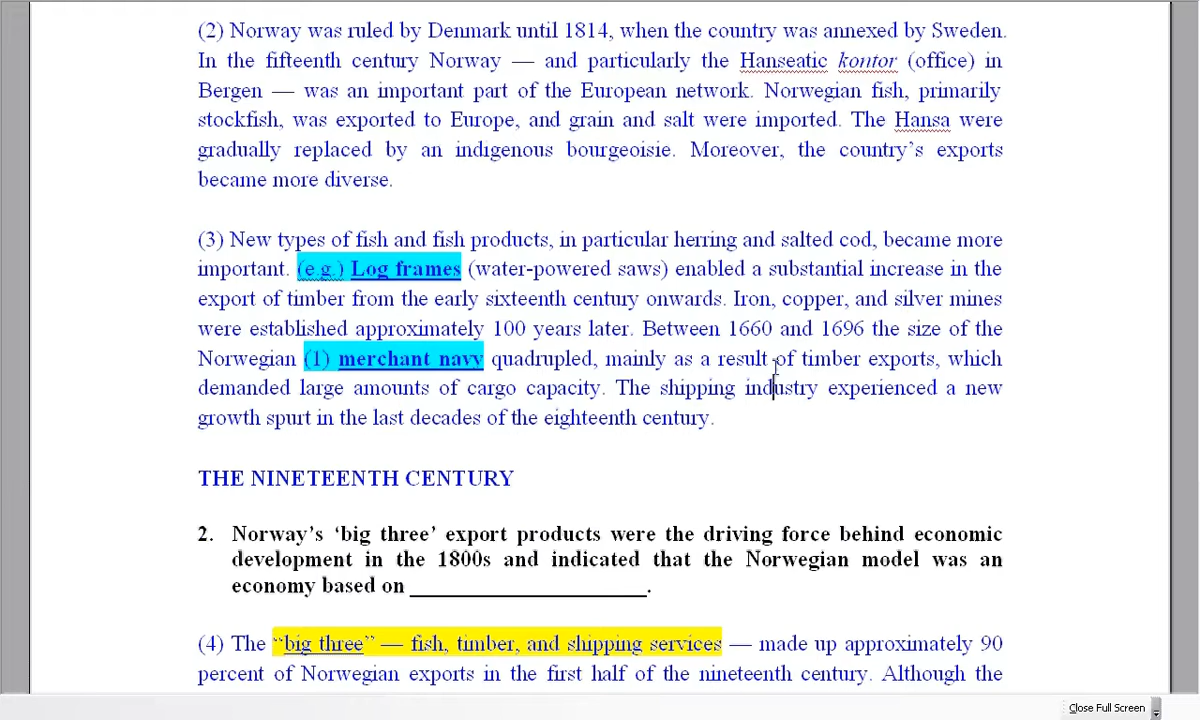 (2) Norway was ruled by Denmark until 1814, when the country was annexed by Sweden.
In the fifteenth century Norway — and particularly the Hanseatic kontor (office) in
Bergen — was an important part of the European network. Norwegian fish, primarily
stockfish, was exported to Europe, and grain and salt were imported. The Hansa were
gradually replaced by an indigenous bourgeoisie. Moreover, the country’s exports
became more diverse.
(3) New types of fish and fish products, in particular herring and salted cod, became more
important. (e.g.) Log frames (water-powered saws) enabled a substantial increase in the
export of timber from the early sixteenth century onwards. Iron, copper, and silver mines
were established approximately 100 years later. Between 1660 and 1696 the size of the
Norwegian (1) merchant navy quadrupled, mainly as a result of timber exports, which
demanded large amounts of cargo capacity. The shipping industry experienced a new
growth spurt in the last decades of the eighteenth century.
THE NINETEENTH CENTURY
2. Norway’s ‘big three’ export products were the driving force behind economic
development in the 1800s and indicated that the Norwegian model was an
economy based on ____________________.
(4) The “big three” — fish, timber, and shipping services — made up approximately 90
percent of Norwegian exports in the first half of the nineteenth century. Although the
Close Full Screen